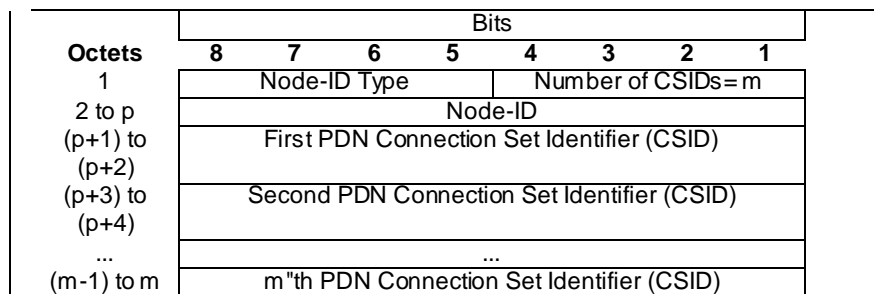 Bits
Octets 8 7 6 5 4 3 2 1
1 Node-ID Type Number of CSIDs= m
2 to p Node-ID
(p+1) to First PDN Connection Set Identifier (CSID)
(p+2)
(p+3) to Second PDN Connection Set Identifier (CSID)
(p+4)
... ...
(m-1) to m m"th PDN Connection Set Identifier (CSID)